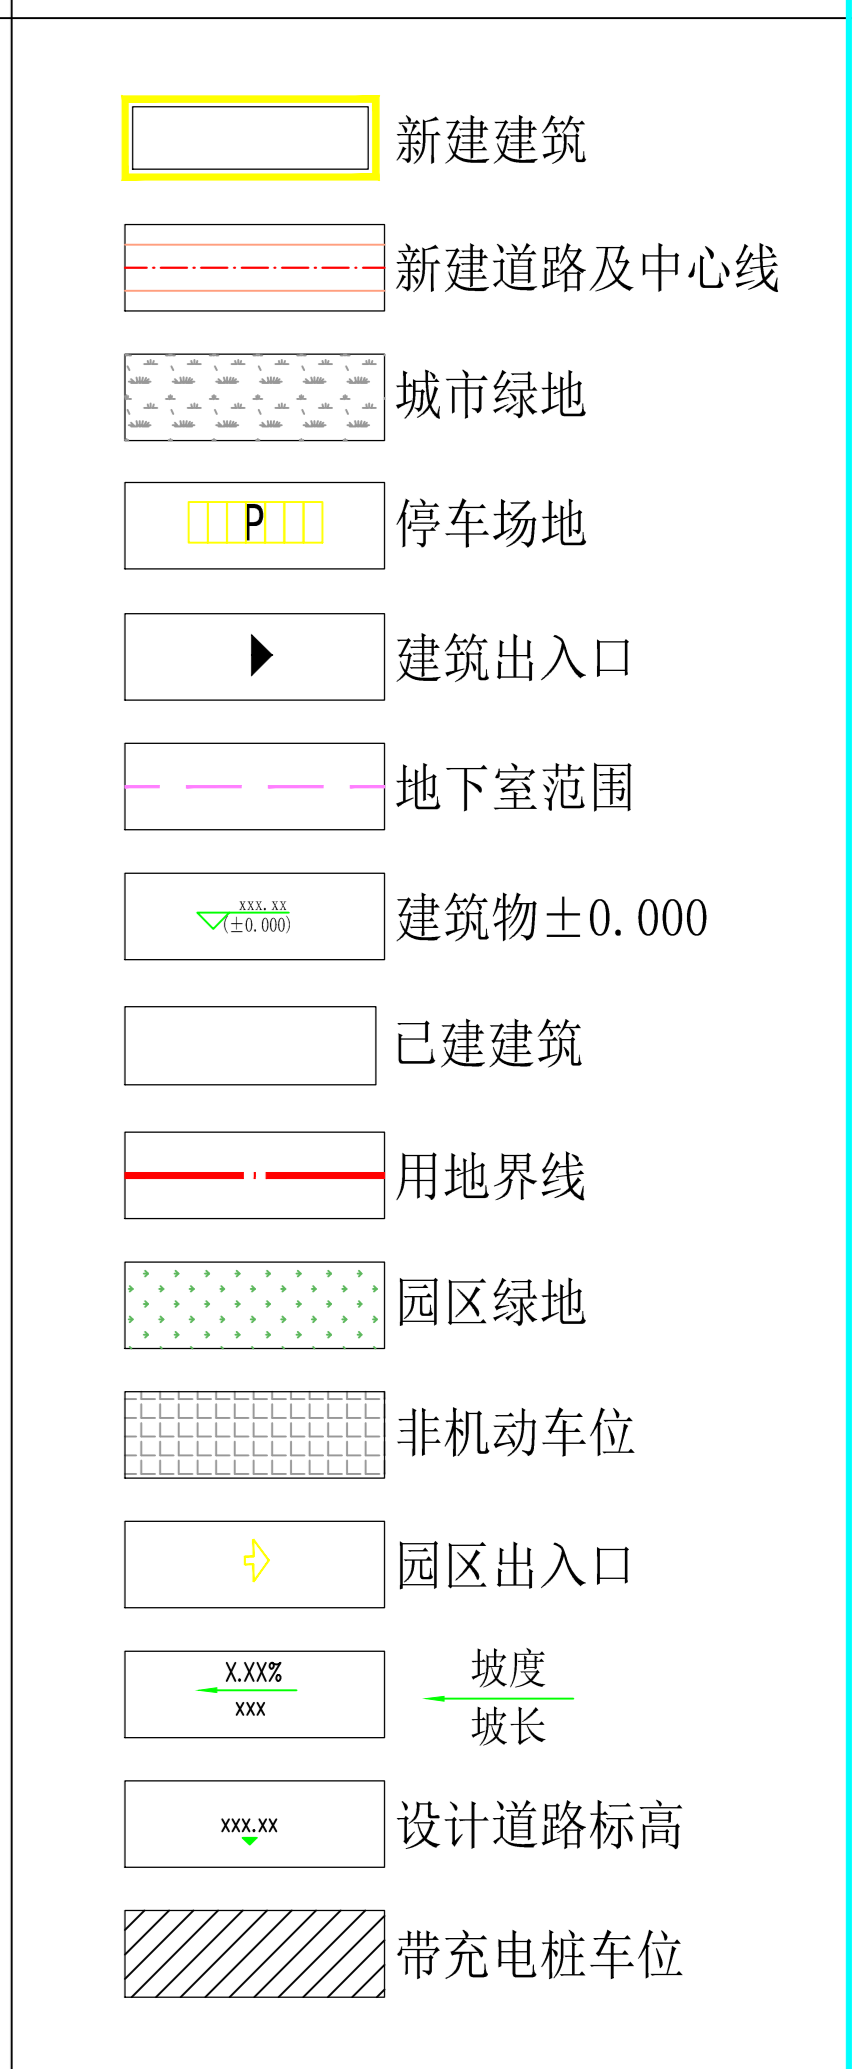 新建建筑
新建道路及中心线
城市绿地
P 停车场地
建筑出入口
地下室范围
xxx.xx
(±0.000)
建筑物±0.000
已建建筑
用地界线
园区绿地
非机动车位
园区出入口
X.XX% 坡度
xxx 坡长
xxx.xx 设计道路标高
带充电桩车位